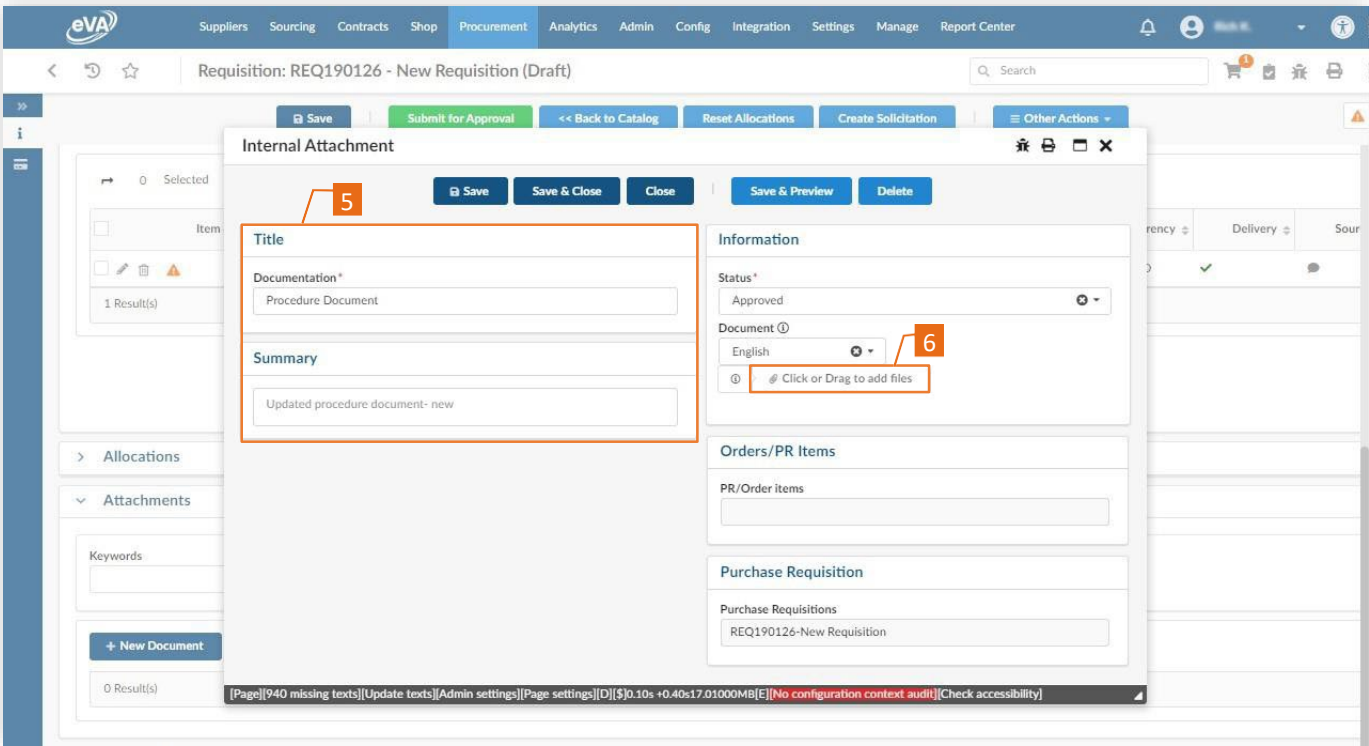 eVA
Suppliers Sourcing Contracts Shop Procurement Analytics Admin Config Integration Settings Manage Report Center
Requisition: REQ190126 - New Requisition (Draft)
Search
1
Save Submit for Approval << Back to Catalog Reset Allocations Create Solicitation Other Actions
Internal Attachment
0 Selected
Save Save & Close Close Save & Preview Delete
5
Item
Delivery
Title
Information
Documentation*
Status*
Procedure Document
Approved
1 Result(s)
Document
6
Summary
English
Click or Drag to add files
Updated procedure document- new
Orders/PR Items
Allocations
PR/Order items
Attachments
Keywords
Purchase Requisition
Purchase Requisitions
REQ190126-New Requisition
+ New Document
0 Result(s)
[Page][940 missing texts][Update texts][Admin settings][Page settings][D][$]0.10s +0.40s17.01000MB[E][No configuration context audit][Check accessibility]